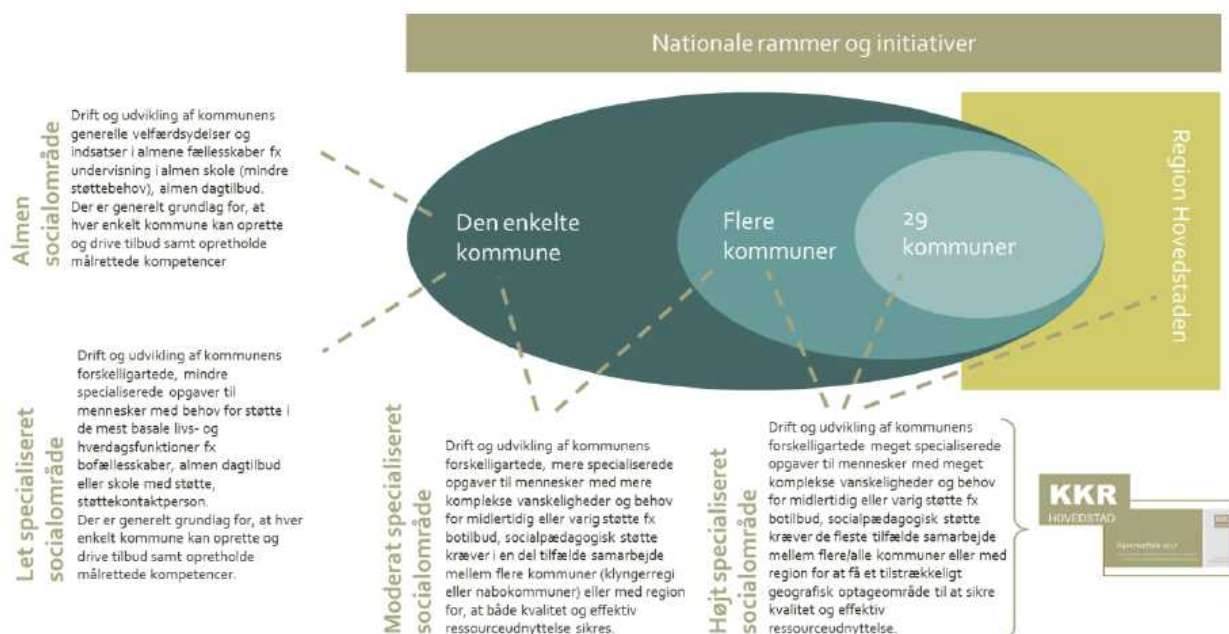 Nationale rammer og initiativer
Almen
socialområde
Drift og udvikling af kommunens
generelle velfærdsydelser og
indsatser i almene fællesskaber fx
undervisning i almen skole (mindre
støttebehov), almen dagtilbud.
Der er generelt grundlag for, at
hver enkelt kommune kan oprette
og drive tilbud samt opretholde
målrettede kompetencer
Den enkelte
kommune
Flere
kommuner
29
kommuner
Region Hovedstaden
Let specialiseret
socialområde
Drift og udvikling af kommunens
forskelligartede, mindre
specialiserede opgaver til
mennesker med behov for støtte i
de mest basale livs- og
hverdagsfunktioner fx
bofællesskaber, almen dagtilbud
eller skole med støtte,
støttekontaktperson.
Der er generelt grundlag for, at hver
enkelt kommune kan oprette og
drive tilbud samt opretholde
målrettede kompetencer.
Moderat specialiseret
socialområde
Drift og udvikling af kommunens
forskelligartede, mere specialiserede
opgaver til mennesker med mere
komplekse vanskeligheder og behov
for midlertidig eller varig støtte fx
botilbud, socialpædagogisk støtte
kræver i en del tilfælde samarbejde
mellem flere kommuner (klyngerregi
eller nabokommuner) eller med region
for, at både kvalitet og effektiv
ressourceudnyttelse sikres.
Højt specialiseret
socialområde
Drift og udvikling af kommunens
forskelligartede meget specialiserede
opgaver til mennesker med meget
komplekse vanskeligheder og behov
for midlertidig eller varig støtte fx
botilbud, socialpædagogisk støtte
kræver de fleste tilfælde samarbejde
mellem flere/alle kommuner eller med
region for at få et tilstrækkeligt
geografisk optageområde til at sikre
kvalitet og effektiv
ressourceudnyttelse.
KKR
HOVEDSTAD